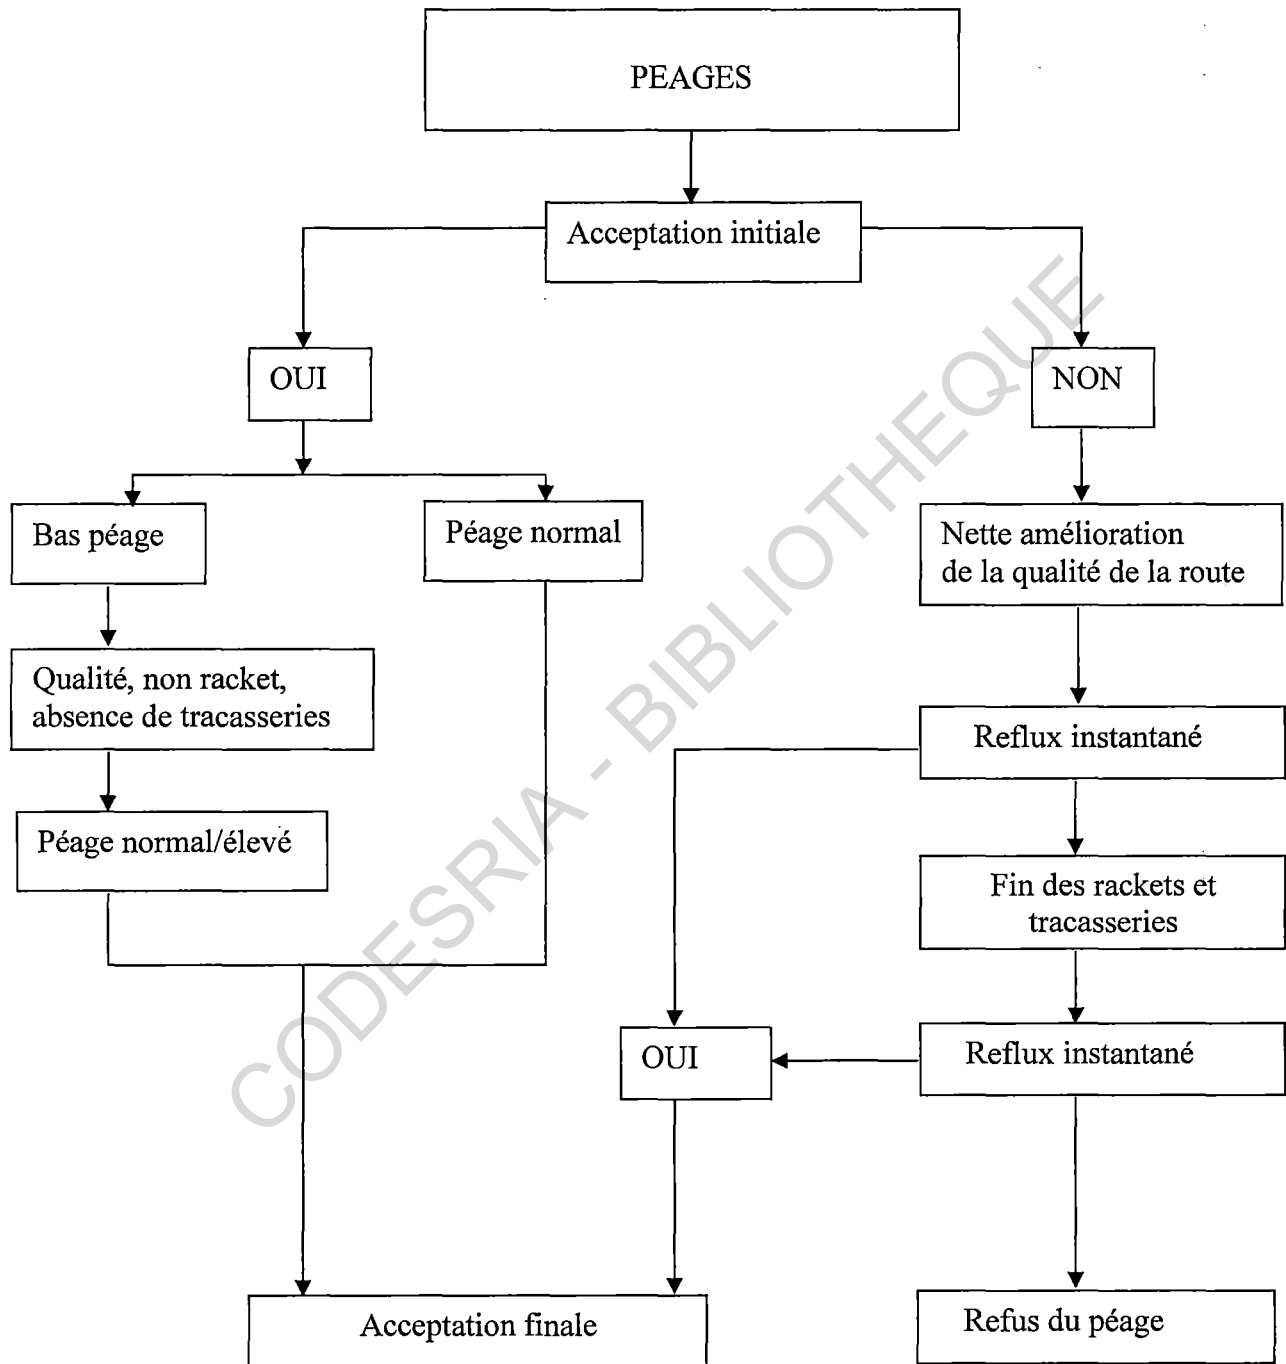 PEAGES
Acceptation initiale
OUI
NON
Bas péage
Péage normal
Nette amélioration
de la qualité de la route
Qualité, non racket,
absence de tracasseries
Reflux instantané
Péage normal/élevé
Fin des rackets et
tracasseries
OUI
Reflux instantané
Acceptation finale
Refus du péage
CODESRIA - BIBLIOTHEQUE